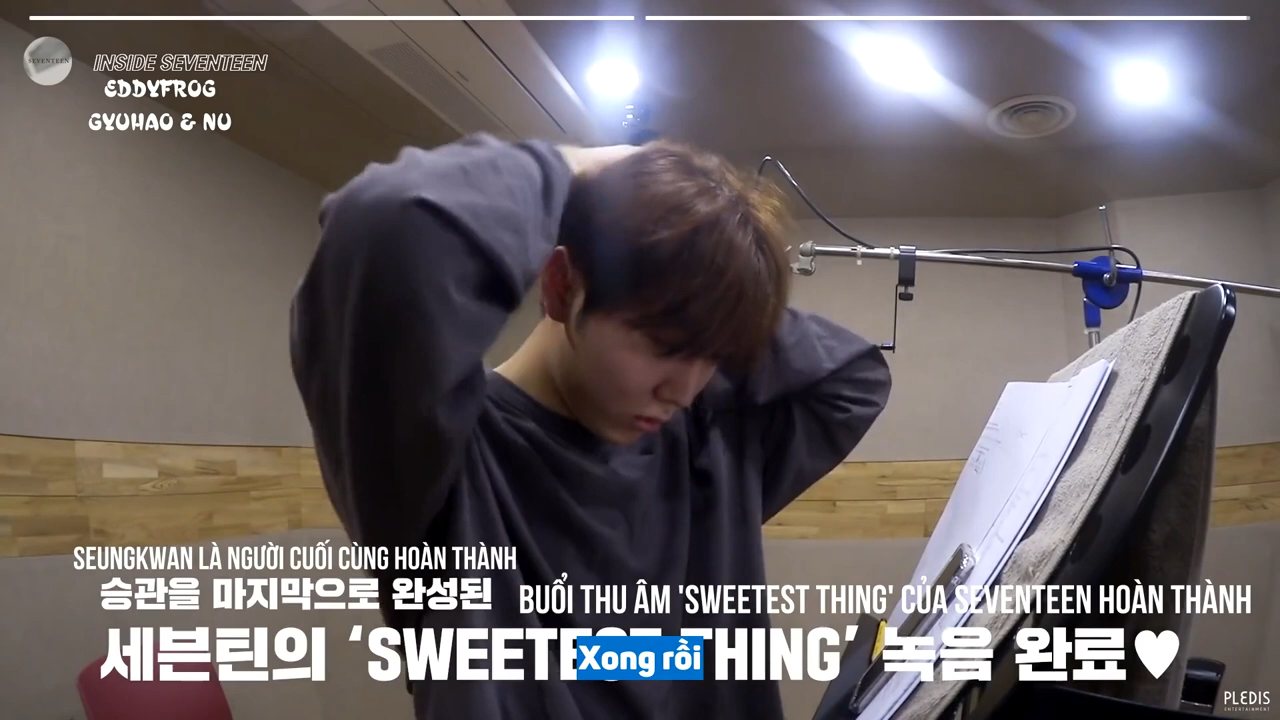 SEVENTEEN
INSIDE SEVENTEEN
EDDYFROG
GYUHAO & NU
SEUNGKWAN LÀ NGƯỜI CUỐI CÙNG HOÀN THÀNH
승관을 마지막으로 완성된
BUỔI THU ÂM 'SWEETEST THING' CỦA SEVENTEEN HOÀN THÀNH
세븐틴의 ‘SWEETEST THING’ 녹음 완료♥
Xong rồi
PLEDIS
ENTERTAINMENT